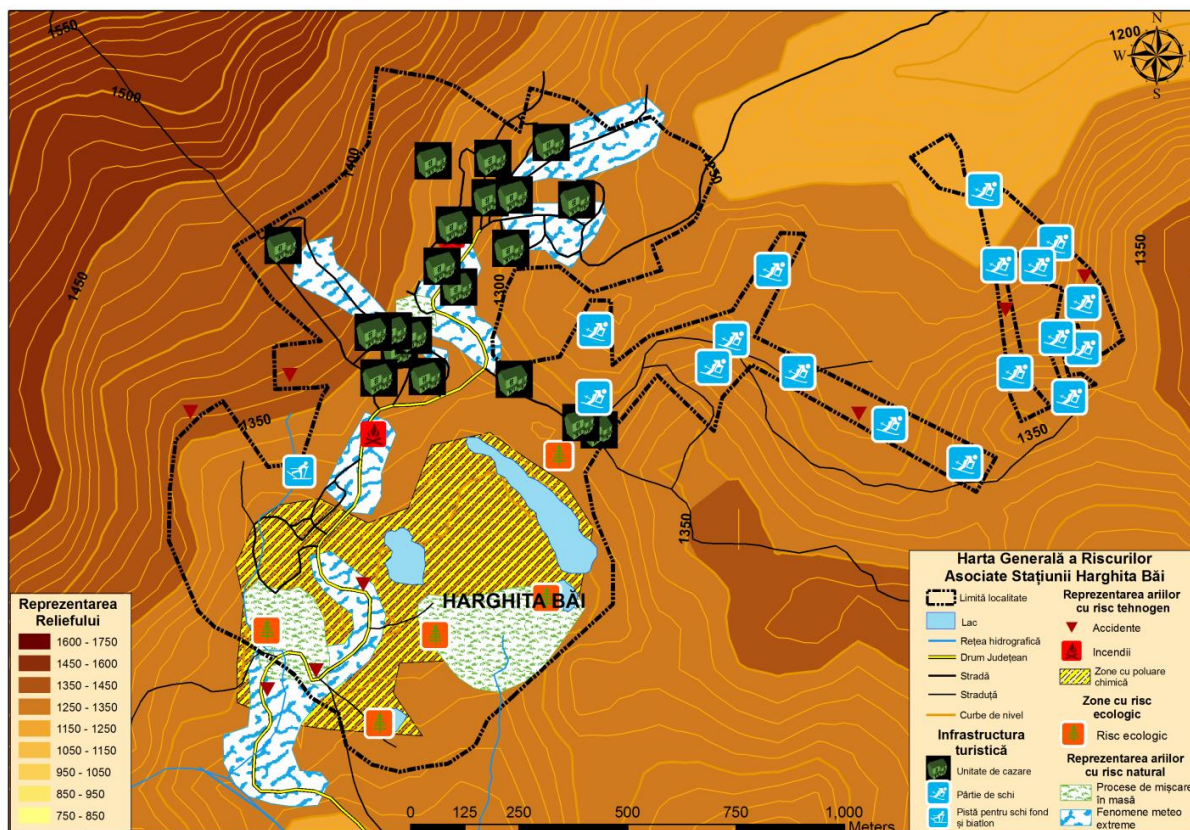 1550
1500
1450
1400
1200
1250
1300
1350
1350
1350
1350
N
W
S
HARGHITA BĂI
Reprezentarea
Reliefului
1600 - 1750
1450 - 1600
1350 - 1450
1250 - 1350
1150 - 1250
1050 - 1150
950 - 1050
850 - 950
750 - 850
0 125 250 500 750 1,000
Meters
Harta Generală a Riscurilor
Asociate Stațiunii Harghita Băi
Limită localitate
Lac
Rețea hidrografică
Drum Județean
Stradă
Straduță
Curbe de nivel
Infrastructura
turistică
Unitate de cazare
Pârtie de schi
Pistă pentru schi fond
și biatlon
Reprezentarea ariilor
cu risc tehnogen
Accidente
Incendii
Zone cu poluare
chimică
Zone cu risc
ecologic
Risc ecologic
Reprezentarea ariilor
cu risc natural
Procese de mișcare
în masă
Fenomene meteo
extreme